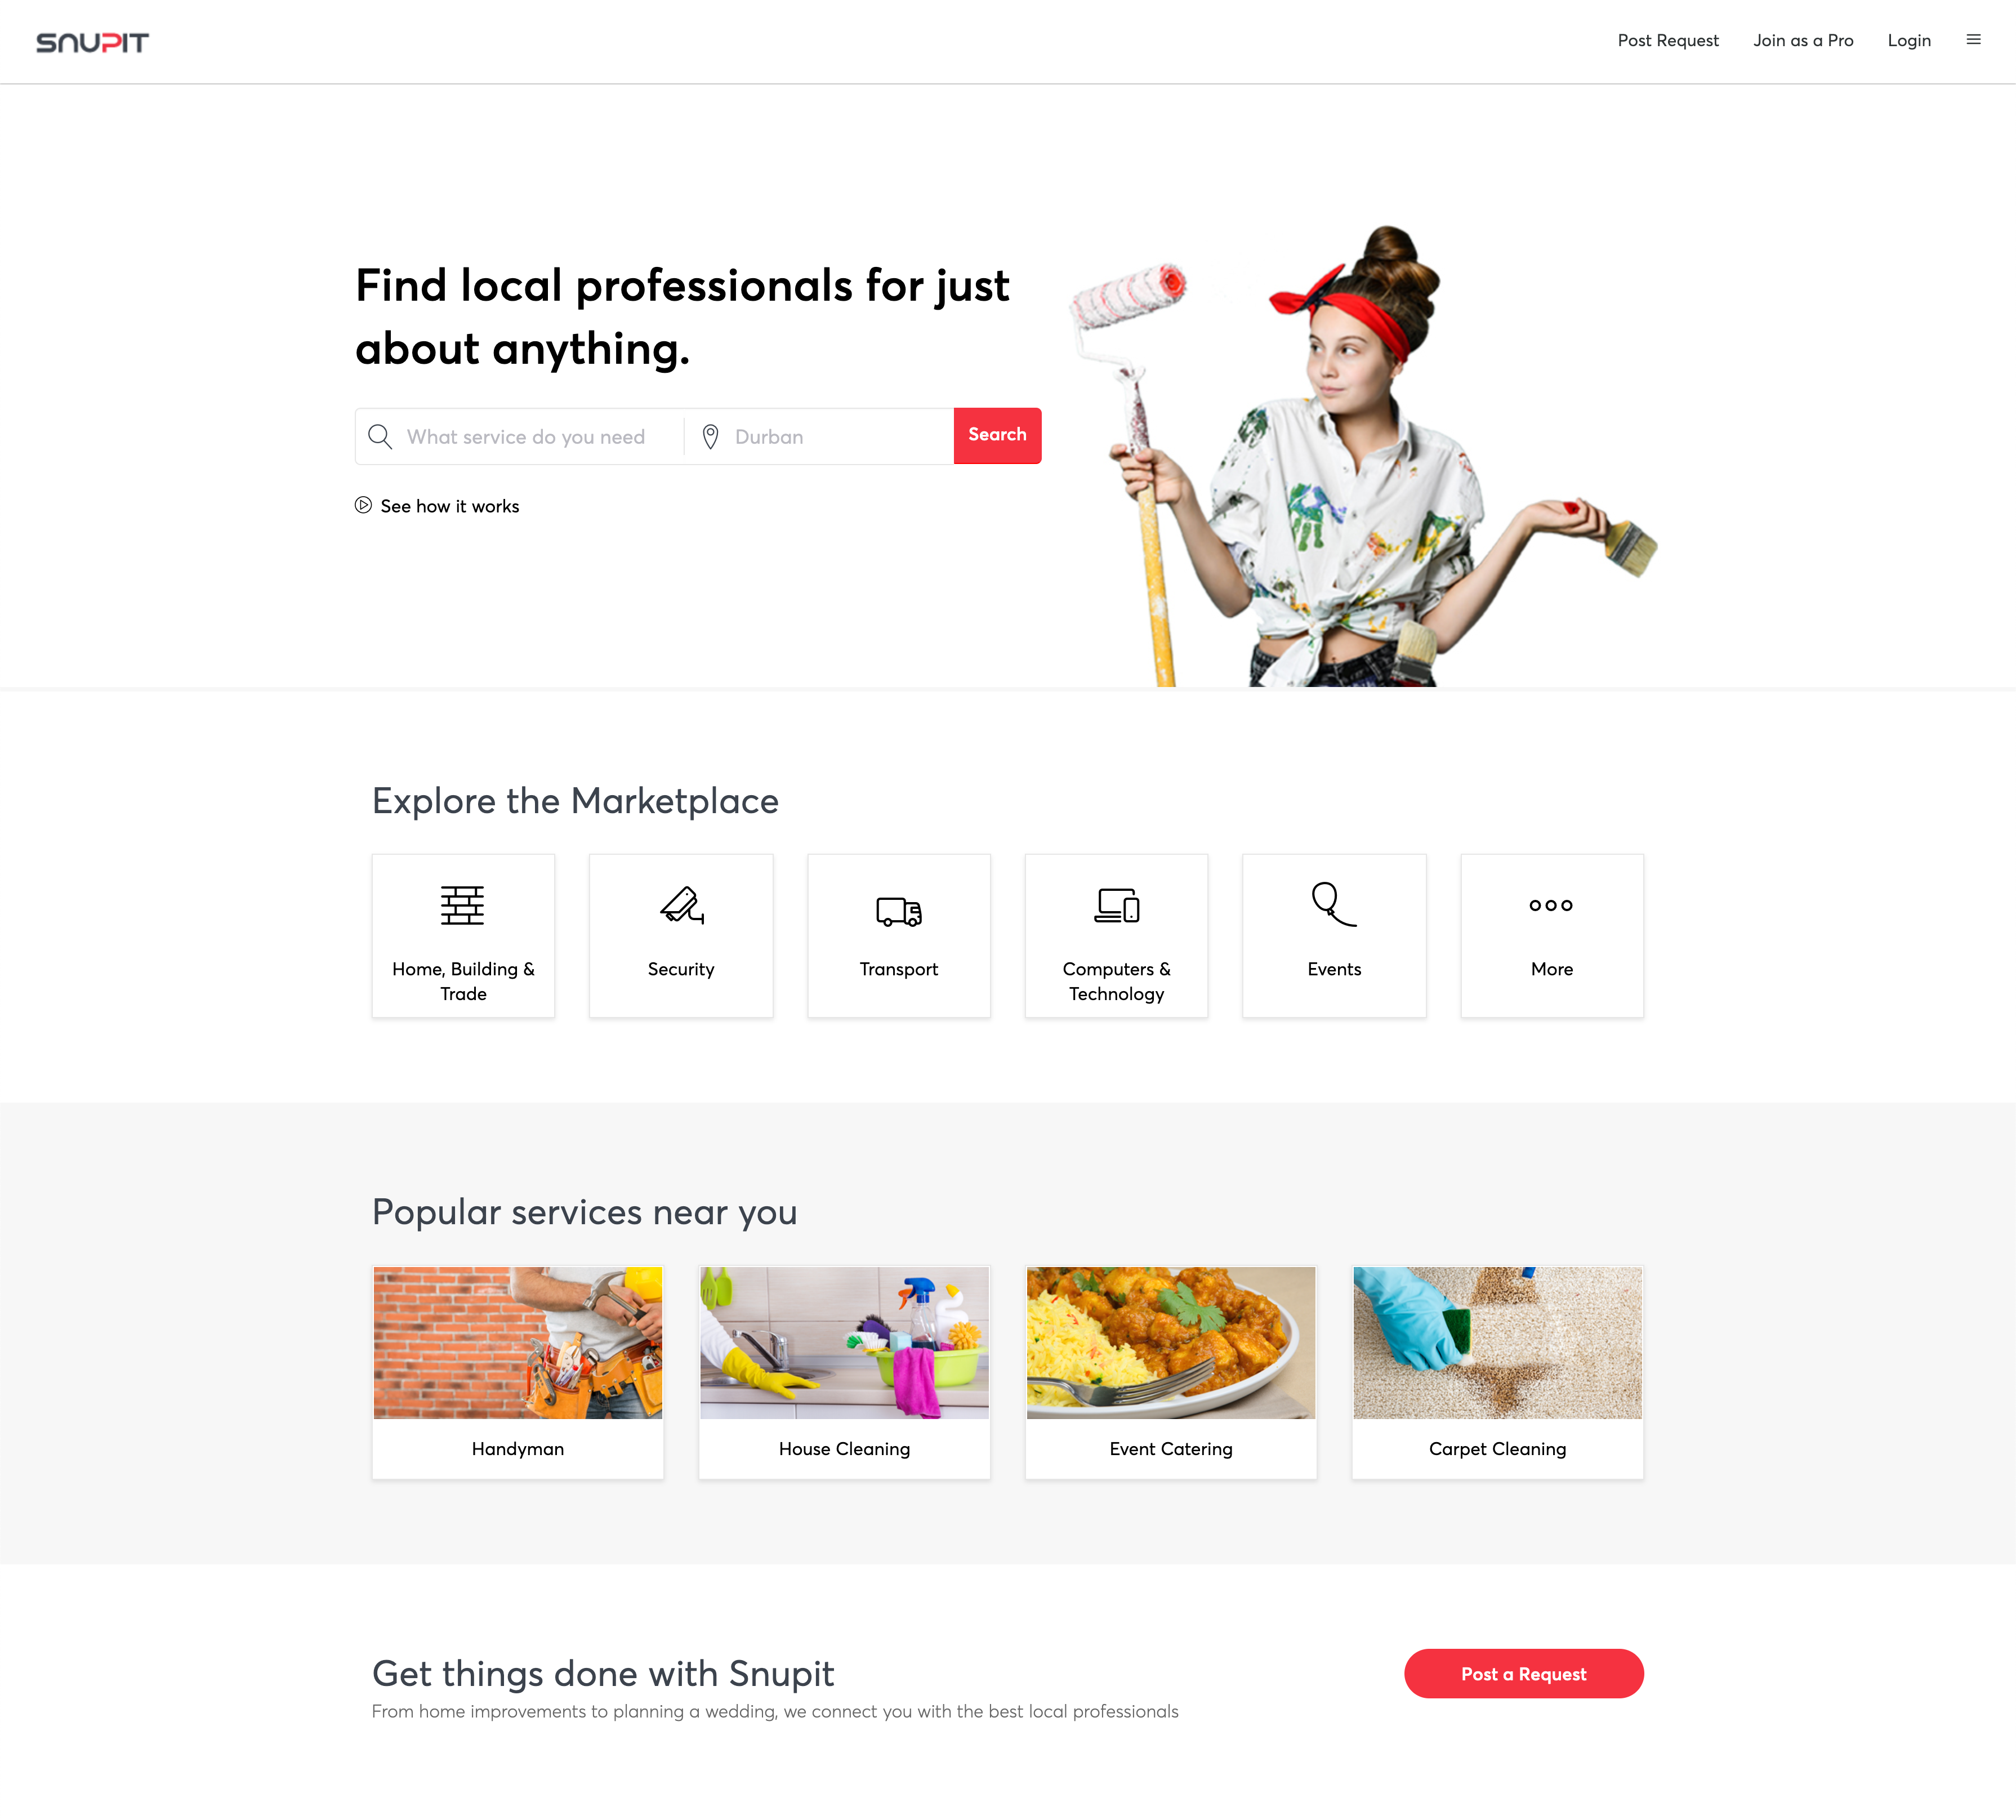 SNUPIT
Post Request
Join as a Pro
Login
Find local professionals for just
about anything.
What service do you need
Durban
Search
See how it works
Explore the Marketplace
Home, Building &
Trade
Security
Transport
Computers &
Technology
Events
More
Popular services near you
Handyman
House Cleaning
Event Catering
Carpet Cleaning
Get things done with Snupit
From home improvements to planning a wedding, we connect you with the best local professionals
Post a Request